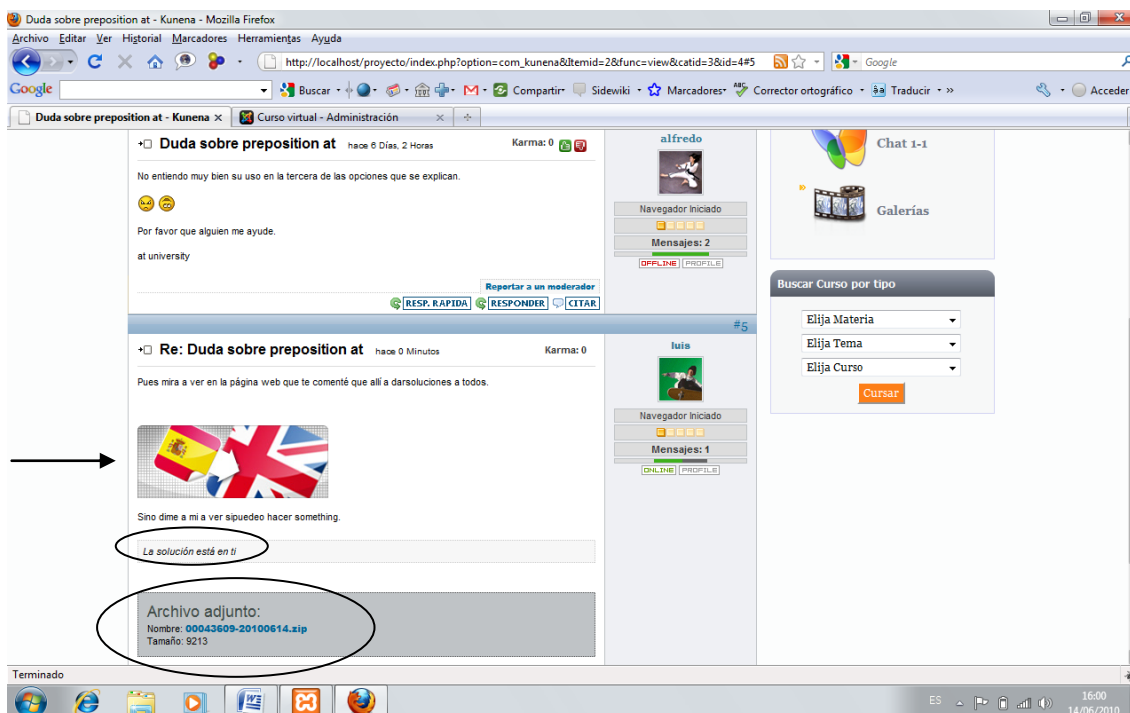 Duda sobre preposition at - Kunena - Mozilla Firefox
Archivo Editar Ver Historial Marcadores Herramientas Ayuda
http://localhost/proyecto/index.php?option=com_kunena&Itemid=2&func=view&catid=3&id=4#5 Google
Google Buscar Compartir Sidewiki Marcadores Corrector ortográfico Traducir » Acceder
Duda sobre preposition at - Kunena Curso virtual - Administración
Duda sobre preposition at hace 6 Días, 2 Horas Karma: 0
No entiendo muy bien su uso en la tercera de las opciones que se explican.
Por favor que alguien me ayude.
at university
Reportar a un moderador
RESP. RAPIDA RESPONDER CITAR
alfredo
Navegador Iniciado
Mensajes: 2
OFFLINE PROFILE
#5
Re: Duda sobre preposition at hace 0 Minutos Karma: 0
Pues mira a ver en la página web que te comenté que allí a darsoluciones a todos.
Sino dime a mi a ver sipuedeo hacer something.
La solución está en ti
Archivo adjunto:
Nombre: 00043609-20100614.zip
Tamaño: 9213
luis
Navegador Iniciado
Mensajes: 1
ONLINE PROFILE
Chat 1-1
» Galerías
Buscar Curso por tipo
Elija Materia
Elija Tema
Elija Curso
Cursar
Terminado
ES 16:00
14/06/2010